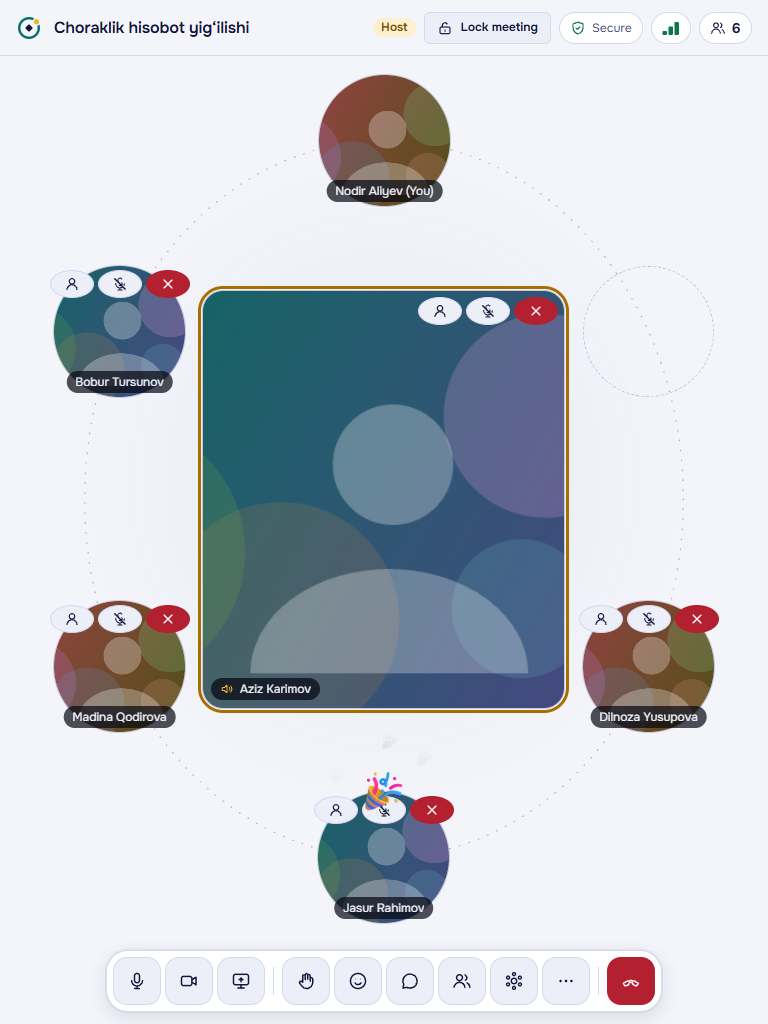 Choraklik hisobot yig‘ilishi
Host
Lock meeting
Secure
6
Nodir Aliyev (You)
Bobur Tursunov
Aziz Karimov
Madina Qodirova
Dilnoza Yusupova
Jasur Rahimov